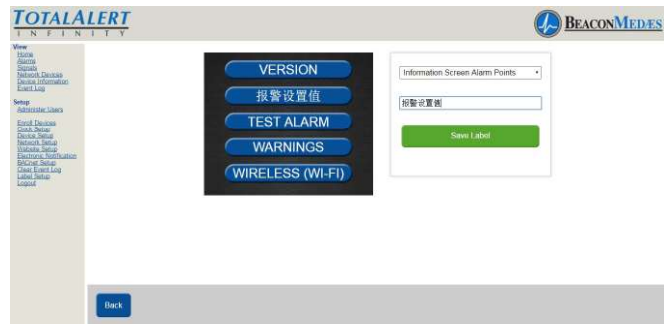 TOTALALERT
INFINITY
BEACONMEDÆS
View
Home
Alarms
Signals
Network Devices
Device Information
Event Log
Setup
Administer Users
Enroll Devices
Clock Setup
Device Setup
Network Setup
Website Setup
Electronic Notification
BACnet Setup
Clear Event Log
Label Setup
Logout
VERSION
报警设置值
TEST ALARM
WARNINGS
WIRELESS (WI-FI)
Information Screen Alarm Points
报警设置值
Save Label
Back